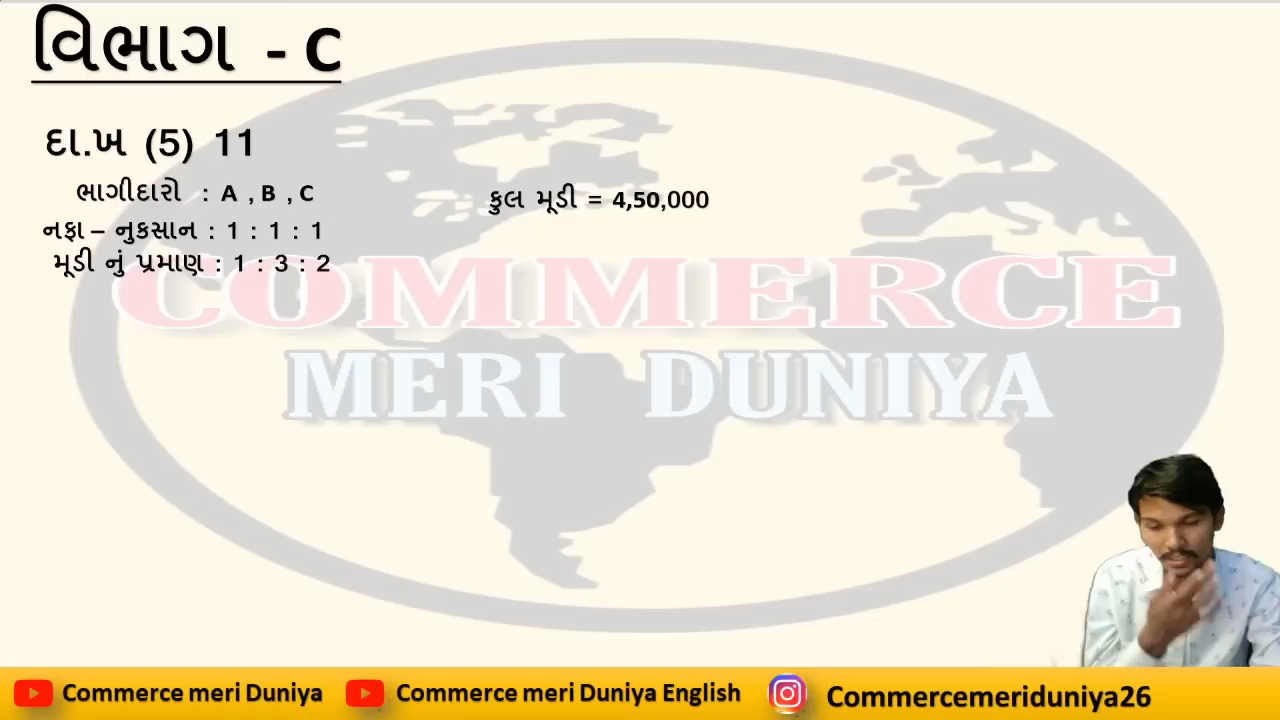 વિભાગ - C
દા.ખ (5) 11
ભાગીદારો : A , B , C
કુલ મૂડી = 4,50,000
નફા – નુકસાન : 1 : 1 : 1
મૂડી નું પ્રમાણ : 1 : 3 : 2
COMMERCE
MERI DUNIYA
Commerce meri Duniya
Commerce meri Duniya English
Commercemeriduniya26